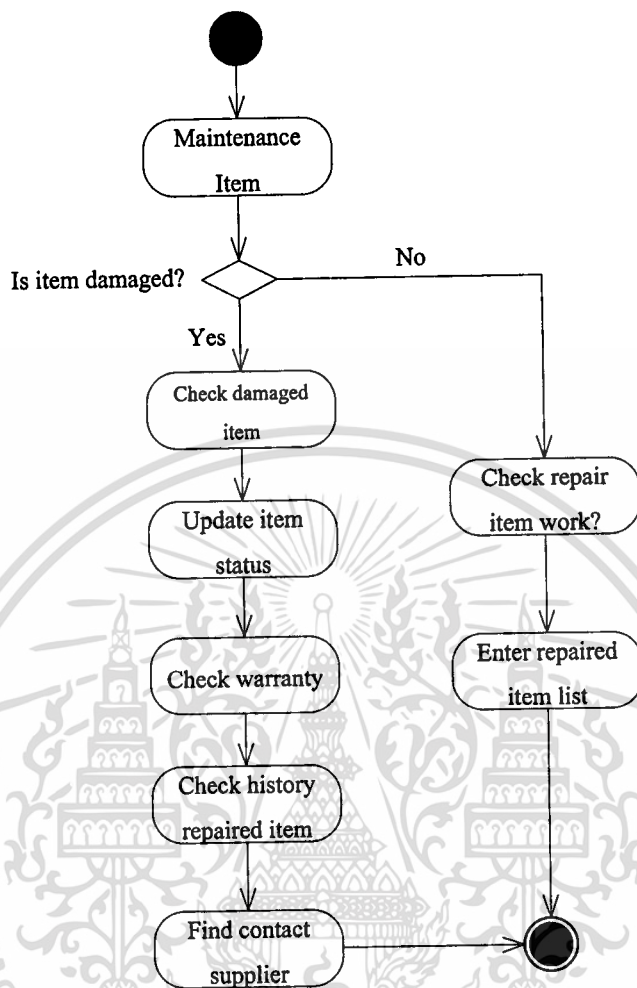 Maintenance
Item
Is item damaged?
No
Yes
Check damaged
item
Check repair
item work?
Update item
status
Enter repaired
item list
Check warranty
Check history
repaired item
Find contact
supplier